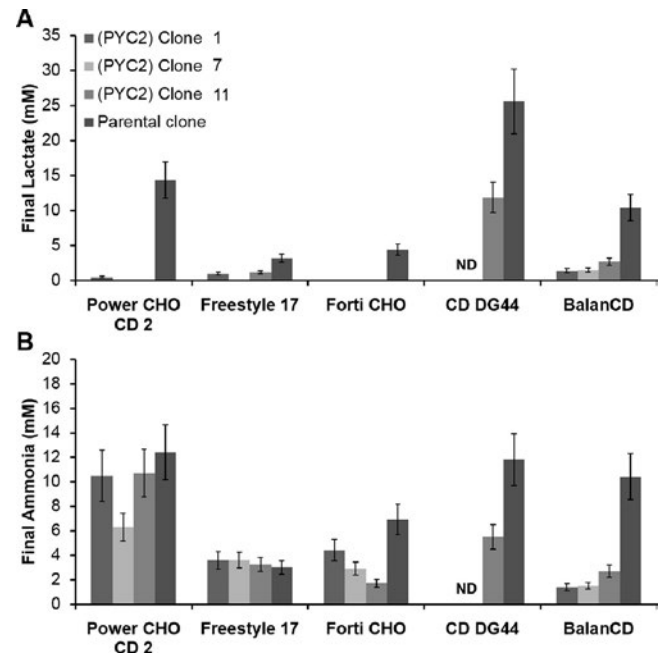 A
35
30
25
20
15
10
5
0
Final Lactate (mM)
(PYC2) Clone 1
(PYC2) Clone 7
(PYC2) Clone 11
Parental clone
ND
Power CHO
CD 2
Freestyle 17
Forti CHO
CD DG44
BalanCD
B
20
18
16
14
12
10
8
6
4
2
0
Final Ammonia (mM)
ND
Power CHO
CD 2
Freestyle 17
Forti CHO
CD DG44
BalanCD